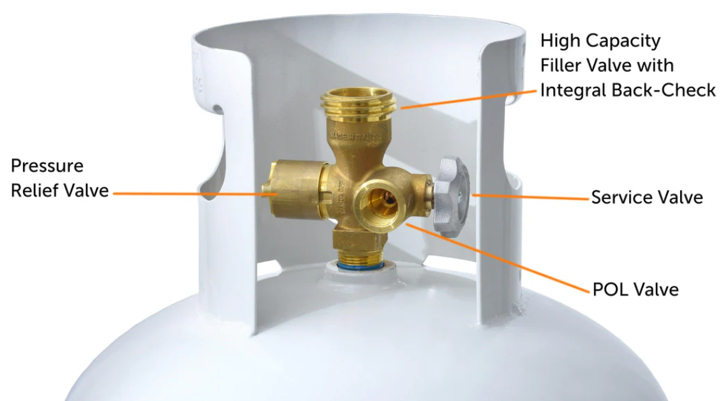 High Capacity
Filler Valve with
Integral Back-Check
Pressure
Relief Valve
Service Valve
POL Valve